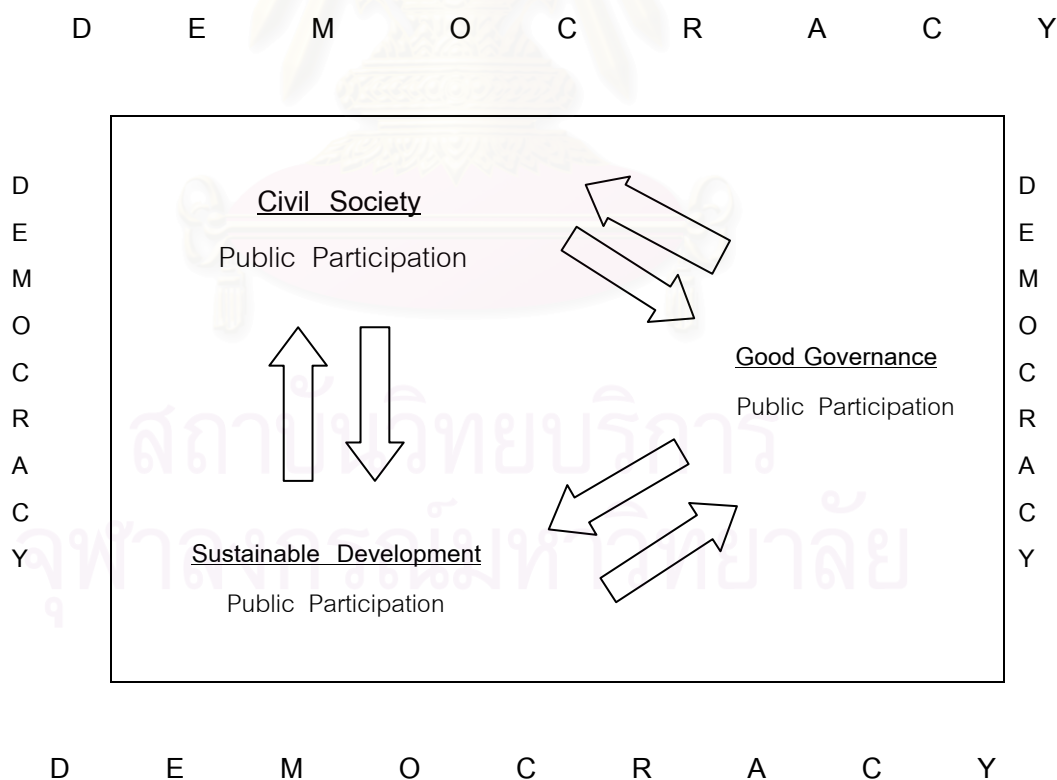 D E M O C R A C Y
D
E
M
O
C
R
A
C
Y
Civil Society
Public Participation
Good Governance
Public Participation
Sustainable Development
Public Participation
สถาบันวิทยบริการ
จุฬาลงกรณ์มหาวิทยาลัย
D
E
M
O
C
R
A
C
Y
D E M O C R A C Y